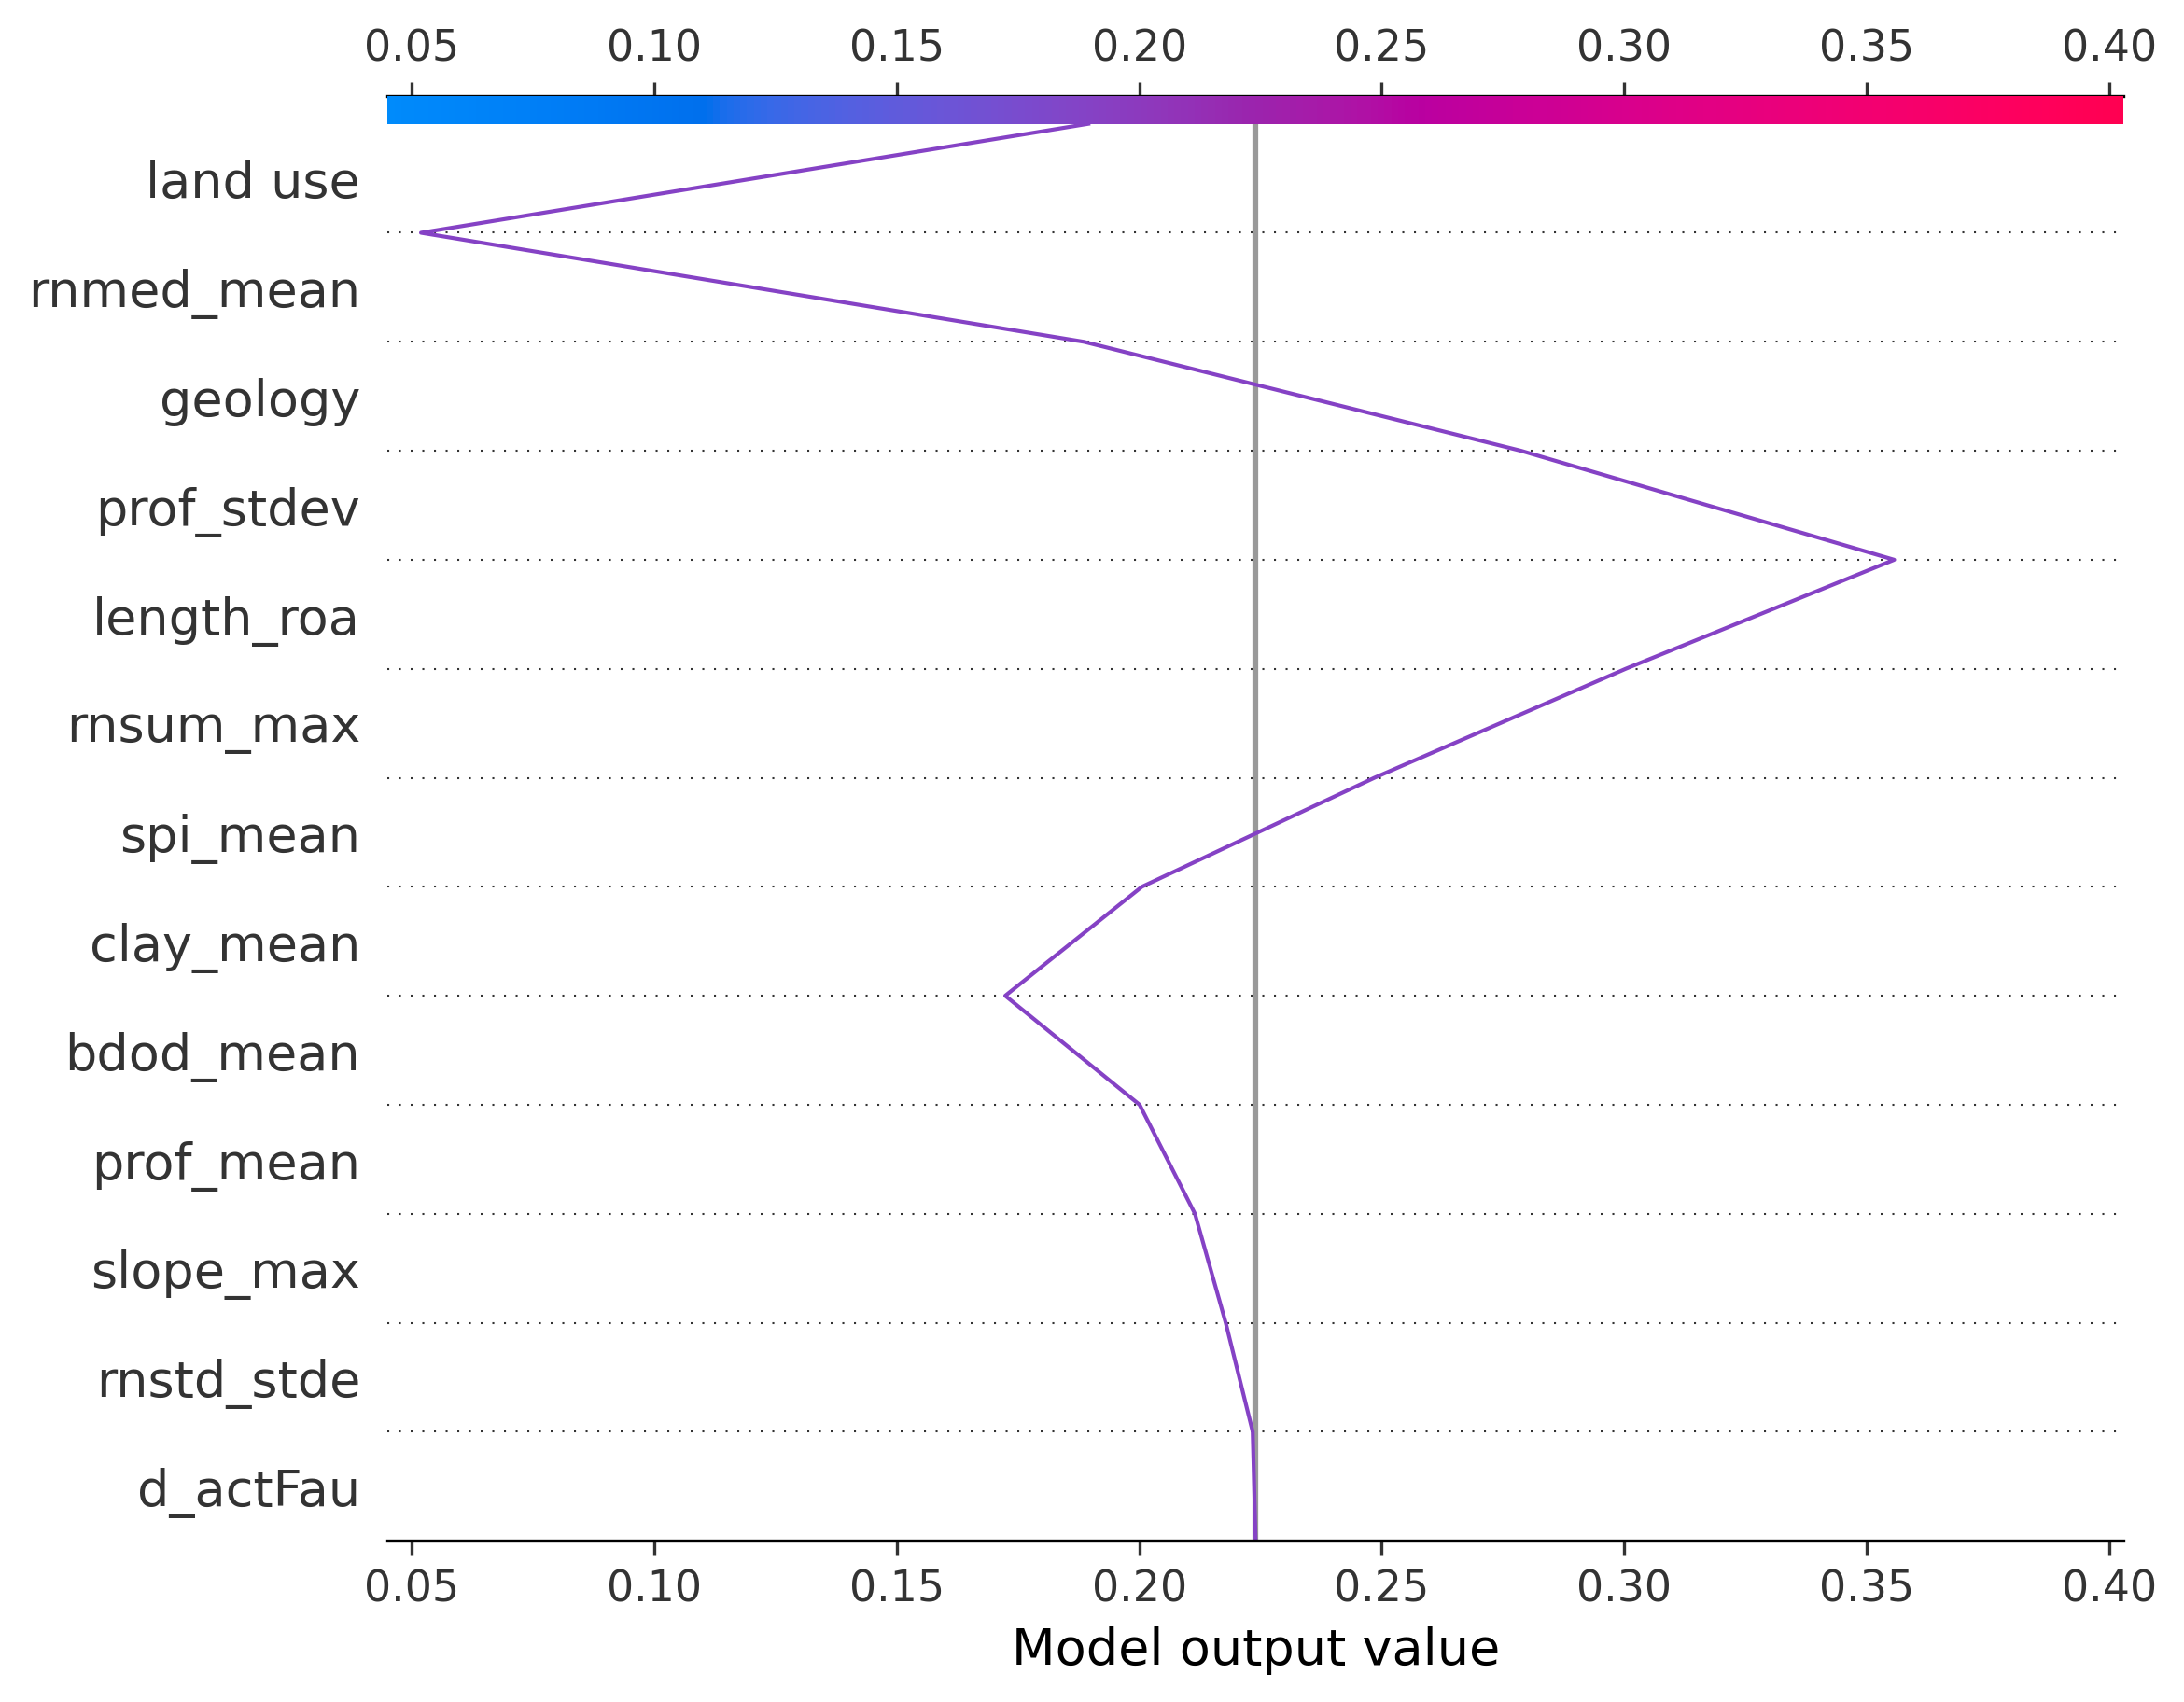 0.05 0.10 0.15 0.20 0.25 0.30 0.35 0.40
land use
rnmed_mean
geology
prof_stdev
length_roa
rnsum_max
spi_mean
clay_mean
bdod_mean
prof_mean
slope_max
rnstd_stde
d_actFau
0.05 0.10 0.15 0.20 0.25 0.30 0.35 0.40
Model output value